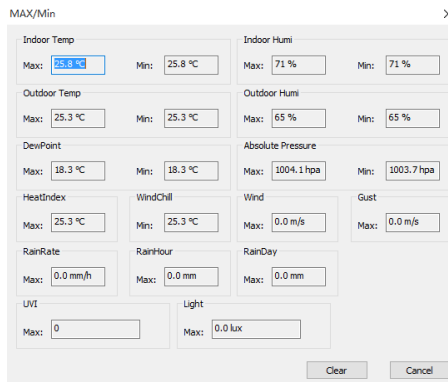 MAX/Min
Indoor Temp Indoor Humi
Max: 25.8 ℃ Min: 25.8 ℃ Max: 71 % Min: 71 %
Outdoor Temp Outdoor Humi
Max: 25.3 ℃ Min: 25.3 ℃ Max: 65 % Min: 65 %
DewPoint Absolute Pressure
Max: 18.3 ℃ Min: 18.3 ℃ Max: 1004.1 hpa Min: 1003.7 hpa
HeatIndex WindChill Wind Gust
Max: 25.3 ℃ Min: 25.3 ℃ Max: 0.0 m/s Max: 0.0 m/s
RainRate RainHour RainDay
Max: 0.0 mm/h Max: 0.0 mm Max: 0.0 mm
UVI Light
Max: 0 Max: 0.0 lux
Clear Cancel